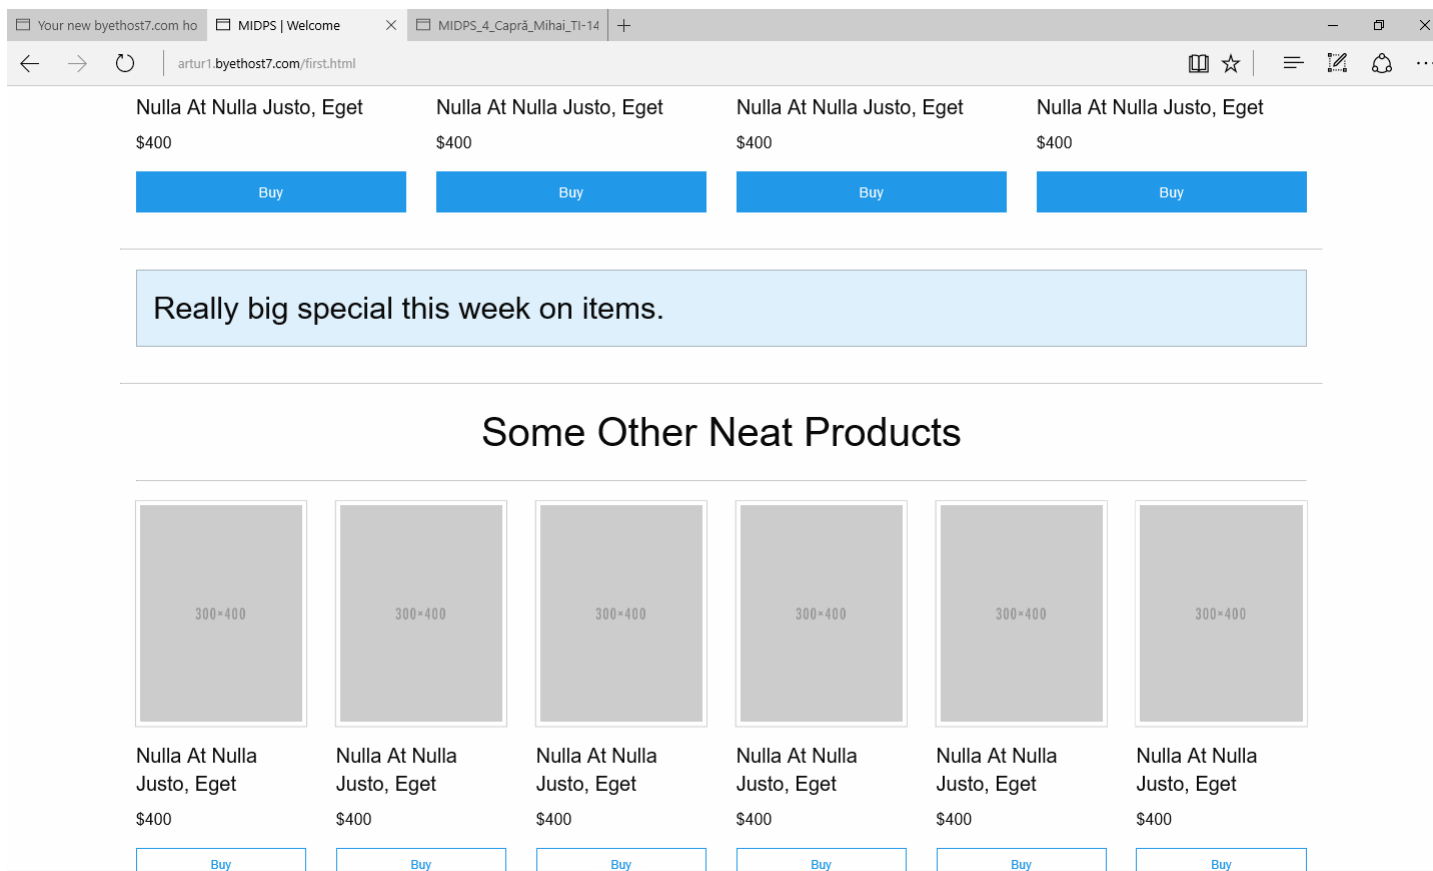 Your new byethost7.com ho MIDPS | Welcome MIDPS_4_Capră_Mihai_TI-14
artur1.byethost7.com/first.html
Nulla At Nulla Justo, Eget Nulla At Nulla Justo, Eget Nulla At Nulla Justo, Eget Nulla At Nulla Justo, Eget
$400 $400 $400 $400
Buy Buy Buy Buy
Really big special this week on items.
Some Other Neat Products
300×400 300×400 300×400 300×400 300×400 300×400
Nulla At Nulla Nulla At Nulla Nulla At Nulla Nulla At Nulla Nulla At Nulla Nulla At Nulla
Justo, Eget Justo, Eget Justo, Eget Justo, Eget Justo, Eget Justo, Eget
$400 $400 $400 $400 $400 $400
Buy Buy Buy Buy Buy Buy